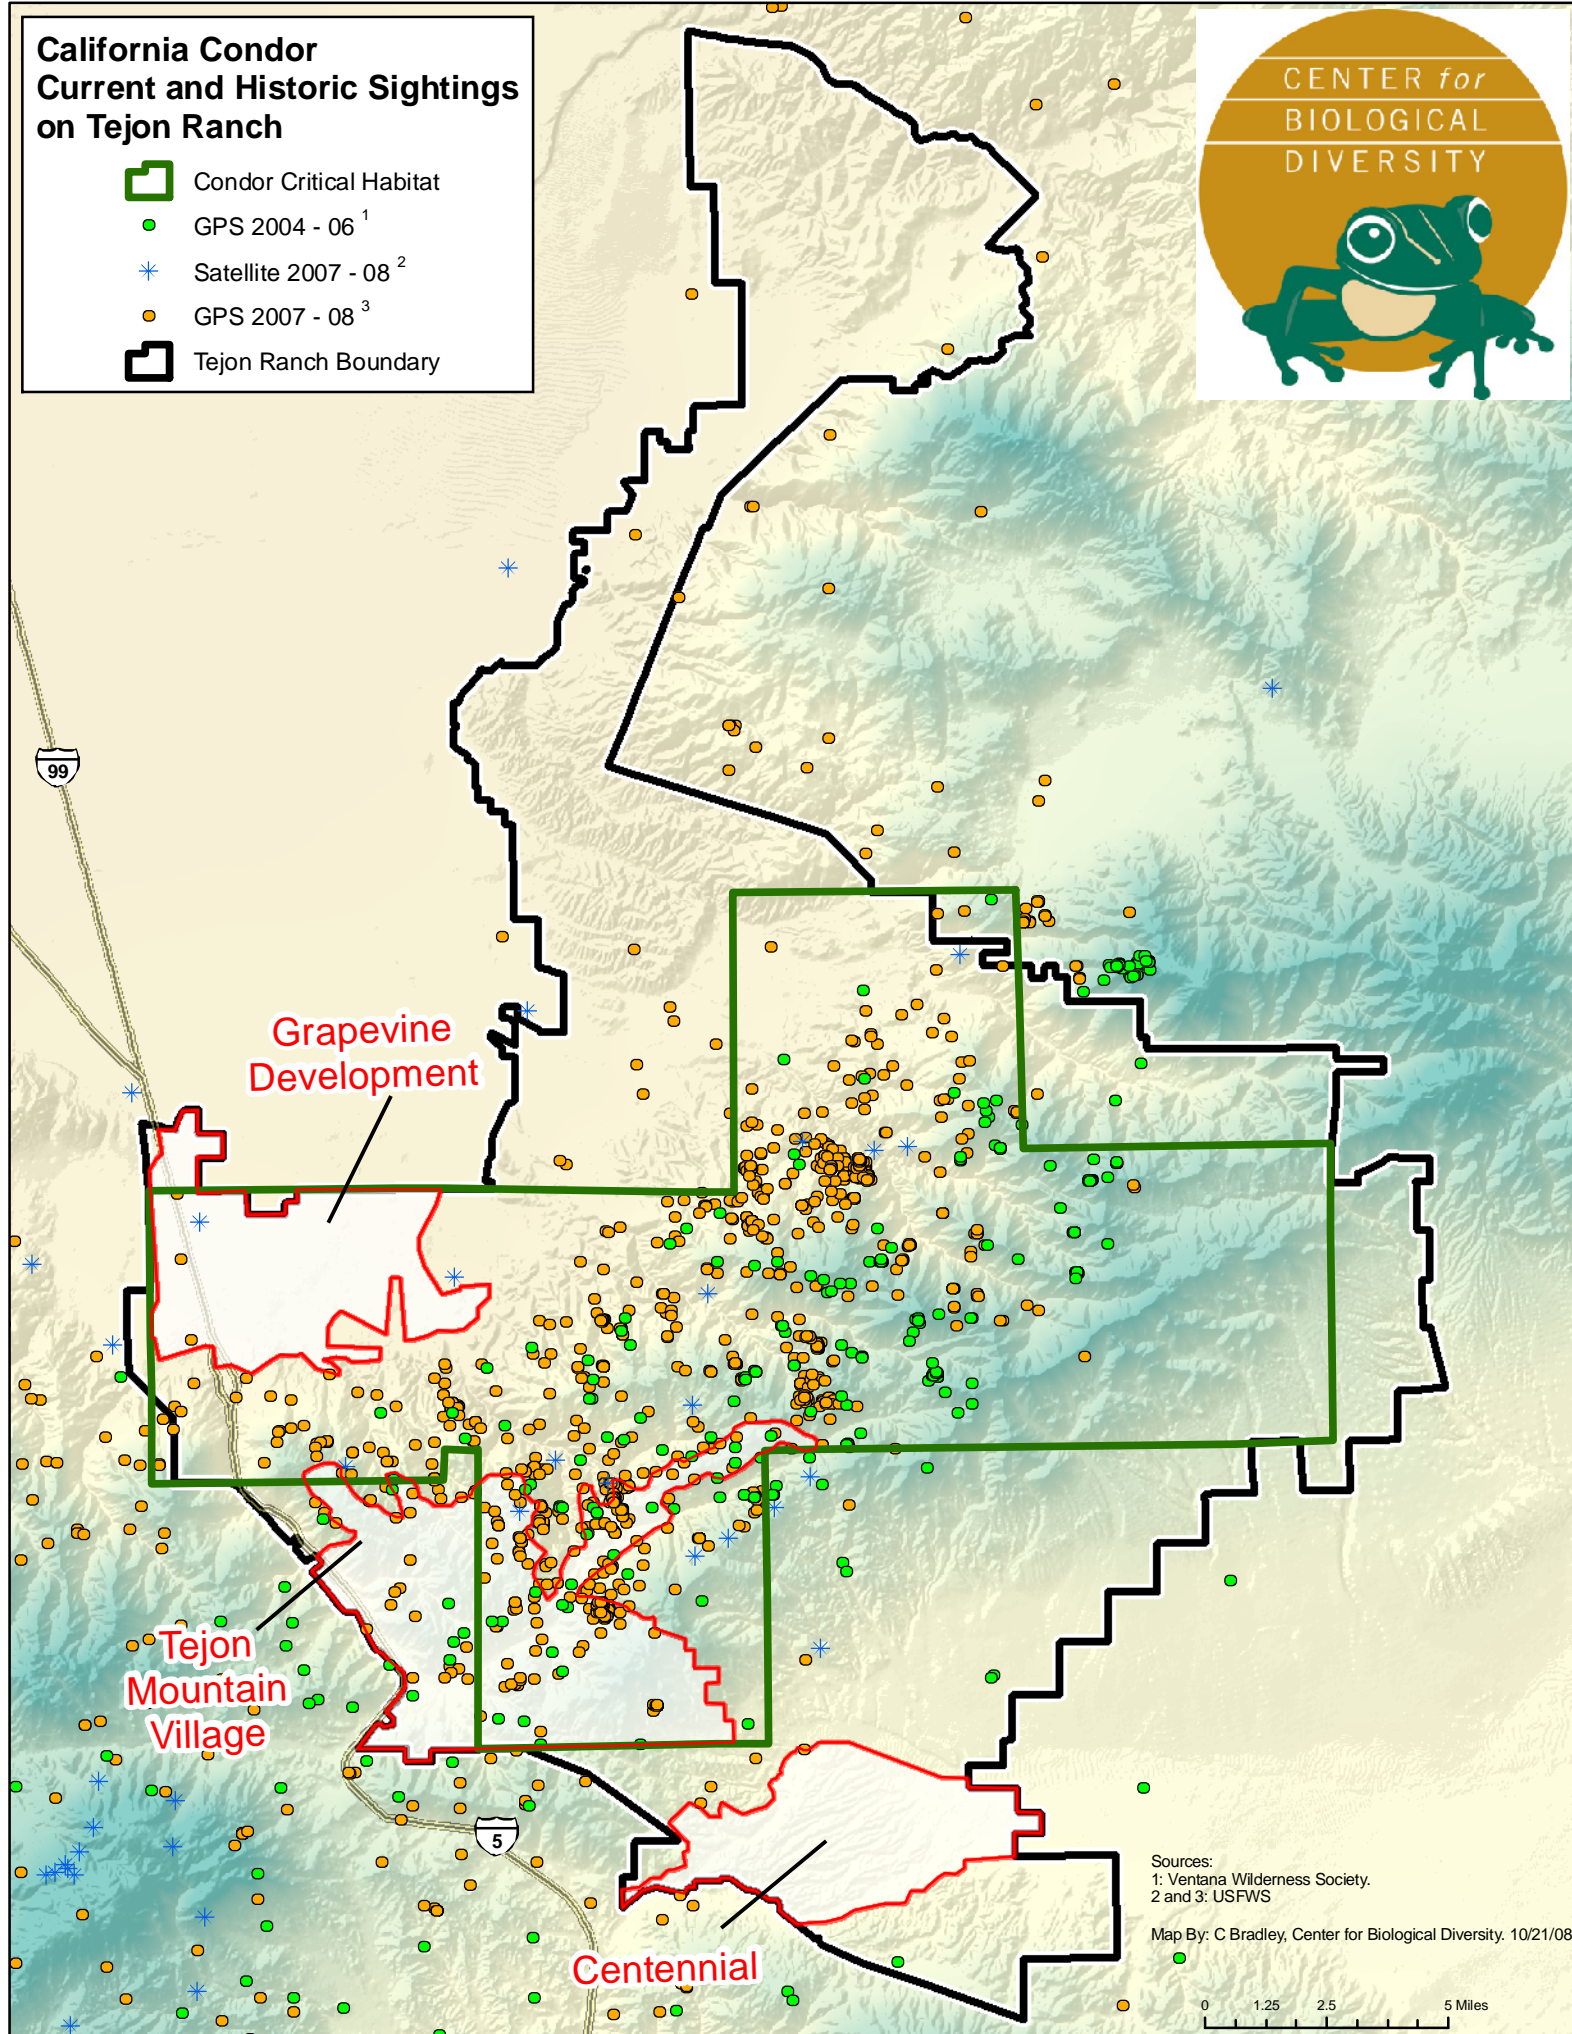 California Condor
Current and Historic Sightings
on Tejon Ranch
Condor Critical Habitat
GPS 2004 - 06 1
Satellite 2007 - 08 2
GPS 2007 - 08 3
Tejon Ranch Boundary
CENTER for
BIOLOGICAL
DIVERSITY
99
Grapevine
Development
Tejon
Mountain
Village
5
Centennial
Sources:
1: Ventana Wilderness Society.
2 and 3: USFWS
Map By: C Bradley, Center for Biological Diversity. 10/21/08
0 1.25 2.5 5 Miles